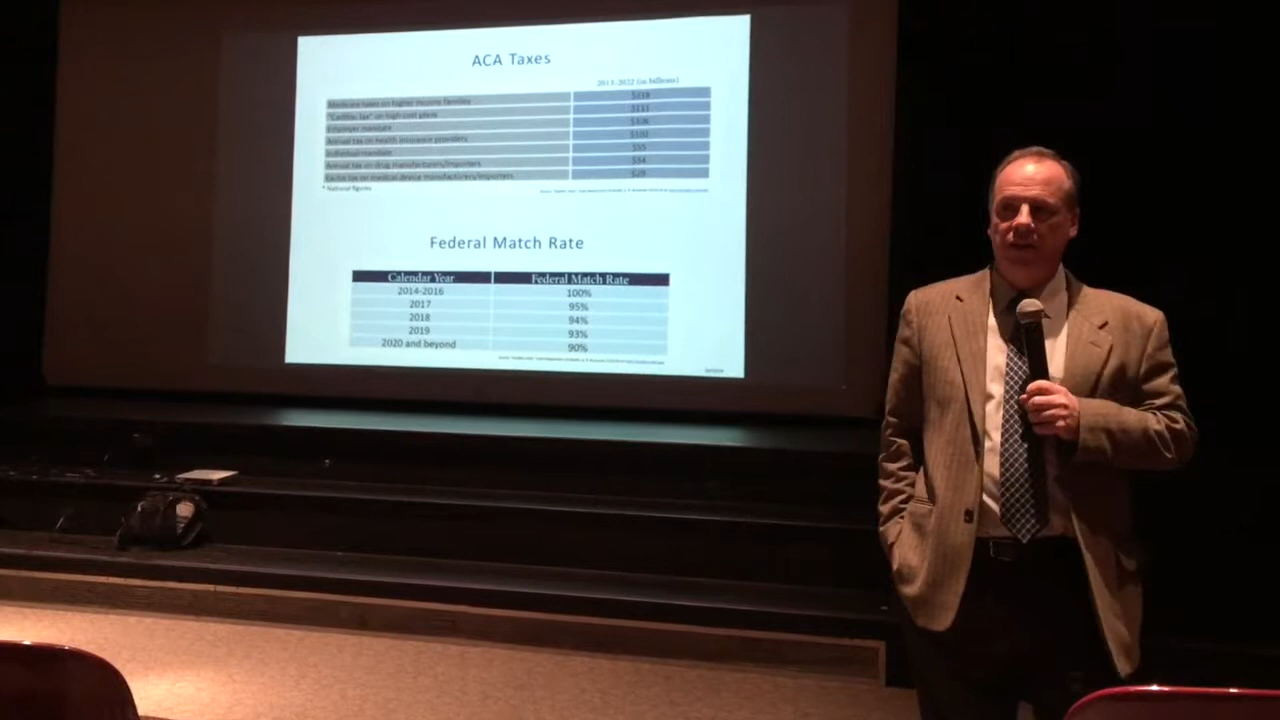 ACA Taxes
2013-2022 (in billions)
Medicare taxes on higher income families
"Cadillac tax" on high cost plans $111
Employer mandate $106
Annual tax on health insurance providers $102
Individual mandate $55
Annual tax on drug manufacturers/importers $34
Excise tax on medical device manufacturers/importers $29
* National figures
Federal Match Rate
Calendar Year Federal Match Rate
2014-2016 100%
2017 95%
2018 94%
2019 93%
2020 and beyond 90%